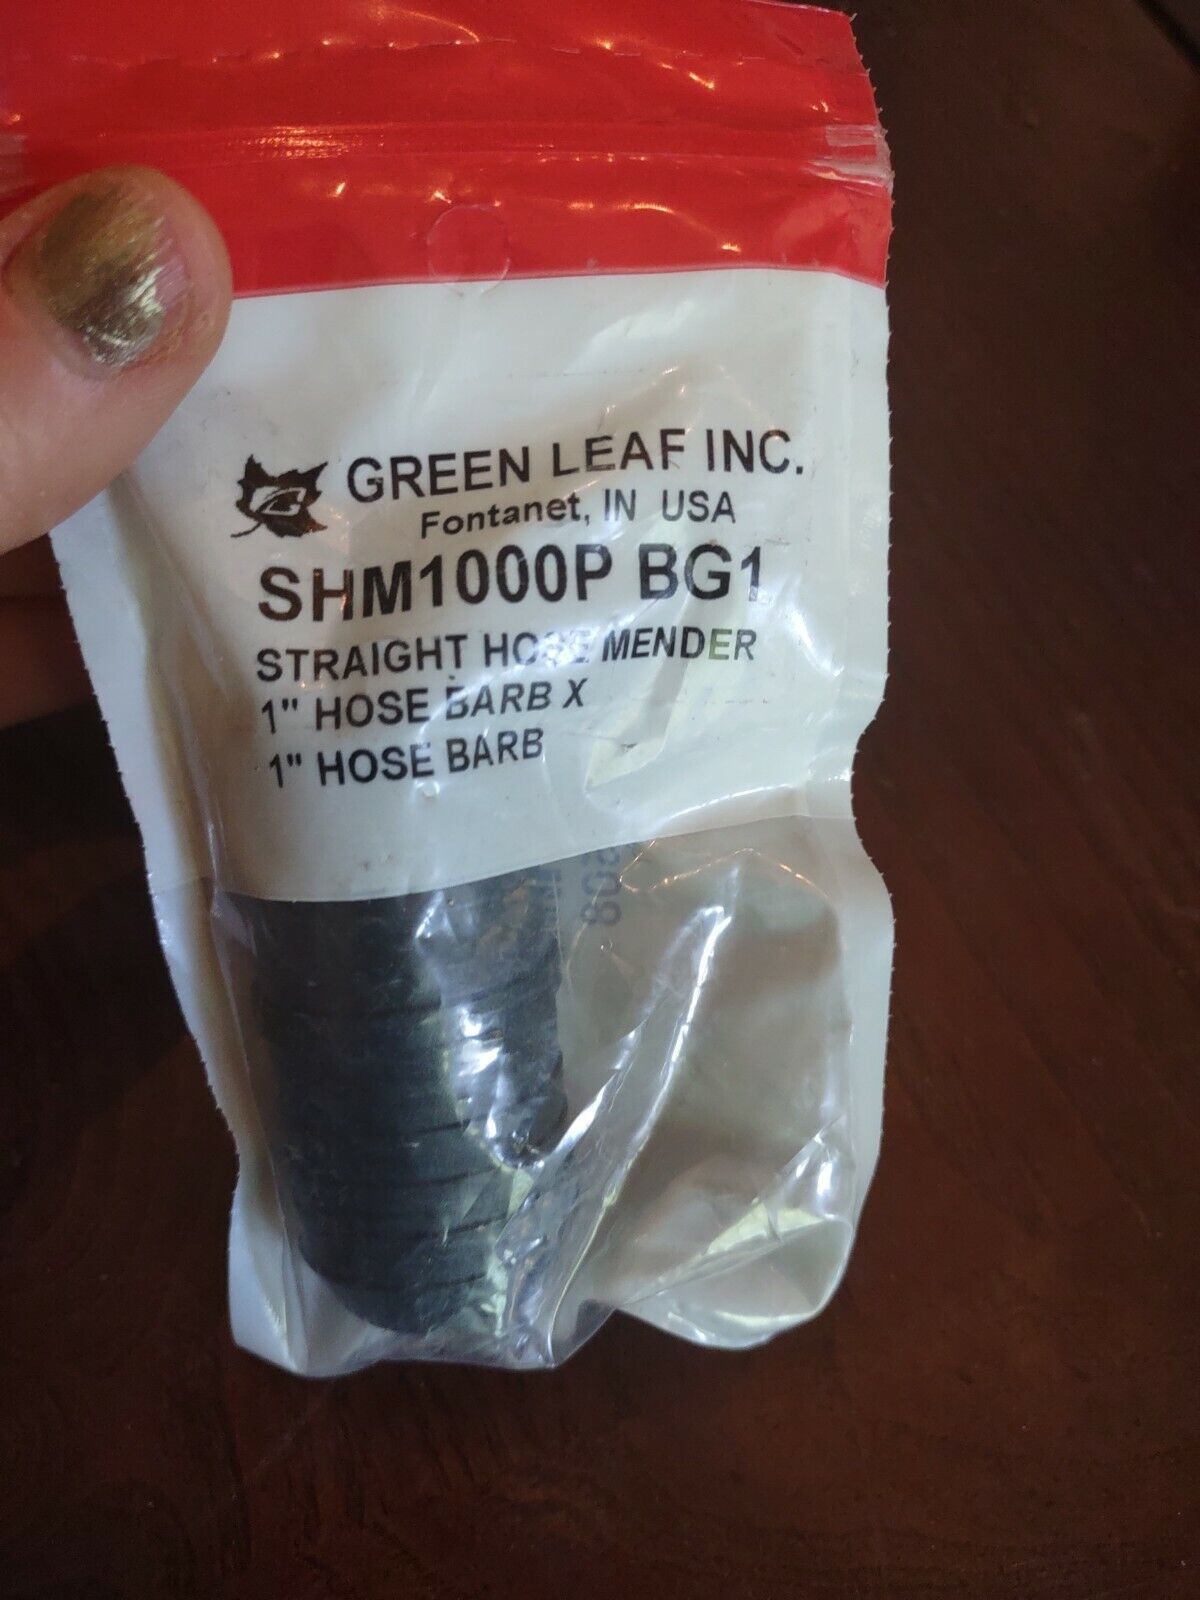 GREEN LEAF INC.
Fontanet, IN USA
SHM1000P BG1
STRAIGHT HOSE MENDER
1" HOSE BARB X
1" HOSE BARB